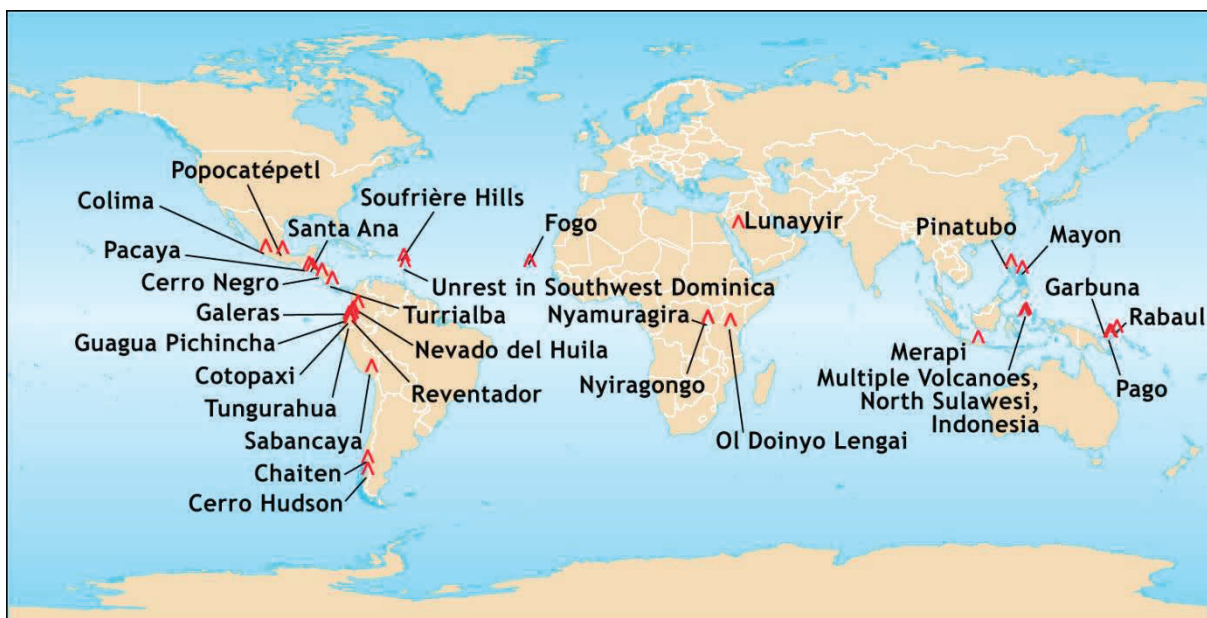 Popocatépetl
Colima
Soufrière Hills
Santa Ana
Fogo
Lunayyir
Pinatubo
Mayon
Pacaya
Cerro Negro
Unrest in Southwest Dominica
Garbuna
Galeras
Turrialba
Nyamuragira
Rabaul
Guagua Pichincha
Nevado del Huila
Merapi
Cotopaxi
Nyiragongo
Multiple Volcanoes,
North Sulawesi,
Indonesia
Pago
Reventador
Tungurahua
Sabancaya
Ol Doinyo Lengai
Chaiten
Cerro Hudson